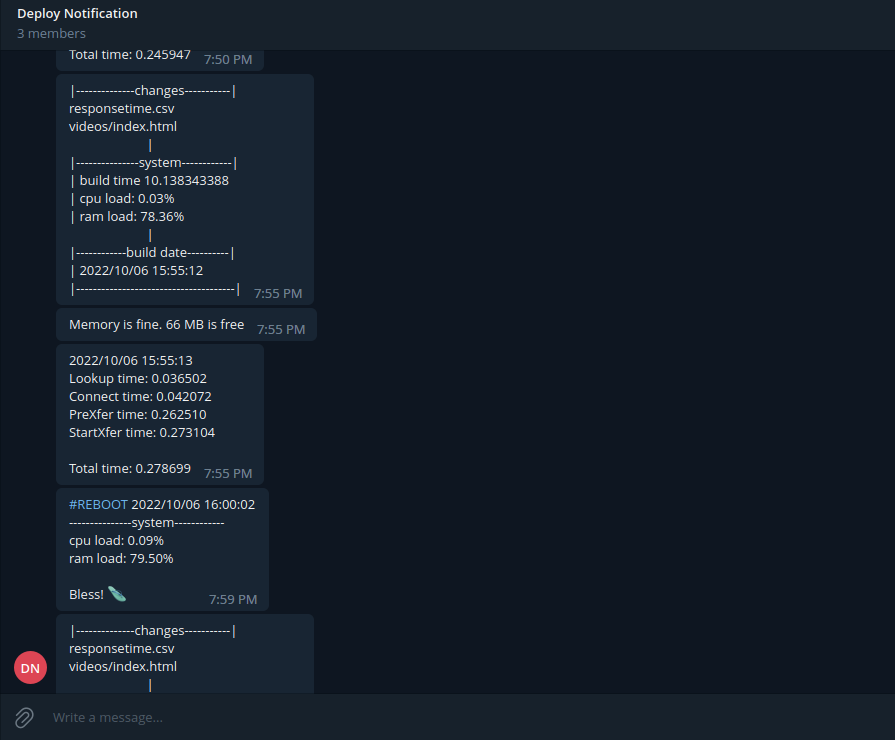 Deploy Notification
3 members
Total time: 0.245947 7:50 PM
|--------------changes-----------|
responsetime.csv
videos/index.html
|
|---------------system------------|
| build time 10.138343388
| cpu load: 0.03%
| ram load: 78.36%
|
|------------build date----------|
| 2022/10/06 15:55:12
|--------------------------------------| 7:55 PM
Memory is fine. 66 MB is free 7:55 PM
2022/10/06 15:55:13
Lookup time: 0.036502
Connect time: 0.042072
PreXfer time: 0.262510
StartXfer time: 0.273104
Total time: 0.278699 7:55 PM
#REBOOT 2022/10/06 16:00:02
---------------system------------
cpu load: 0.09%
ram load: 79.50%
Bless! 7:59 PM
|--------------changes-----------|
responsetime.csv
videos/index.html
|
DN
Write a message...